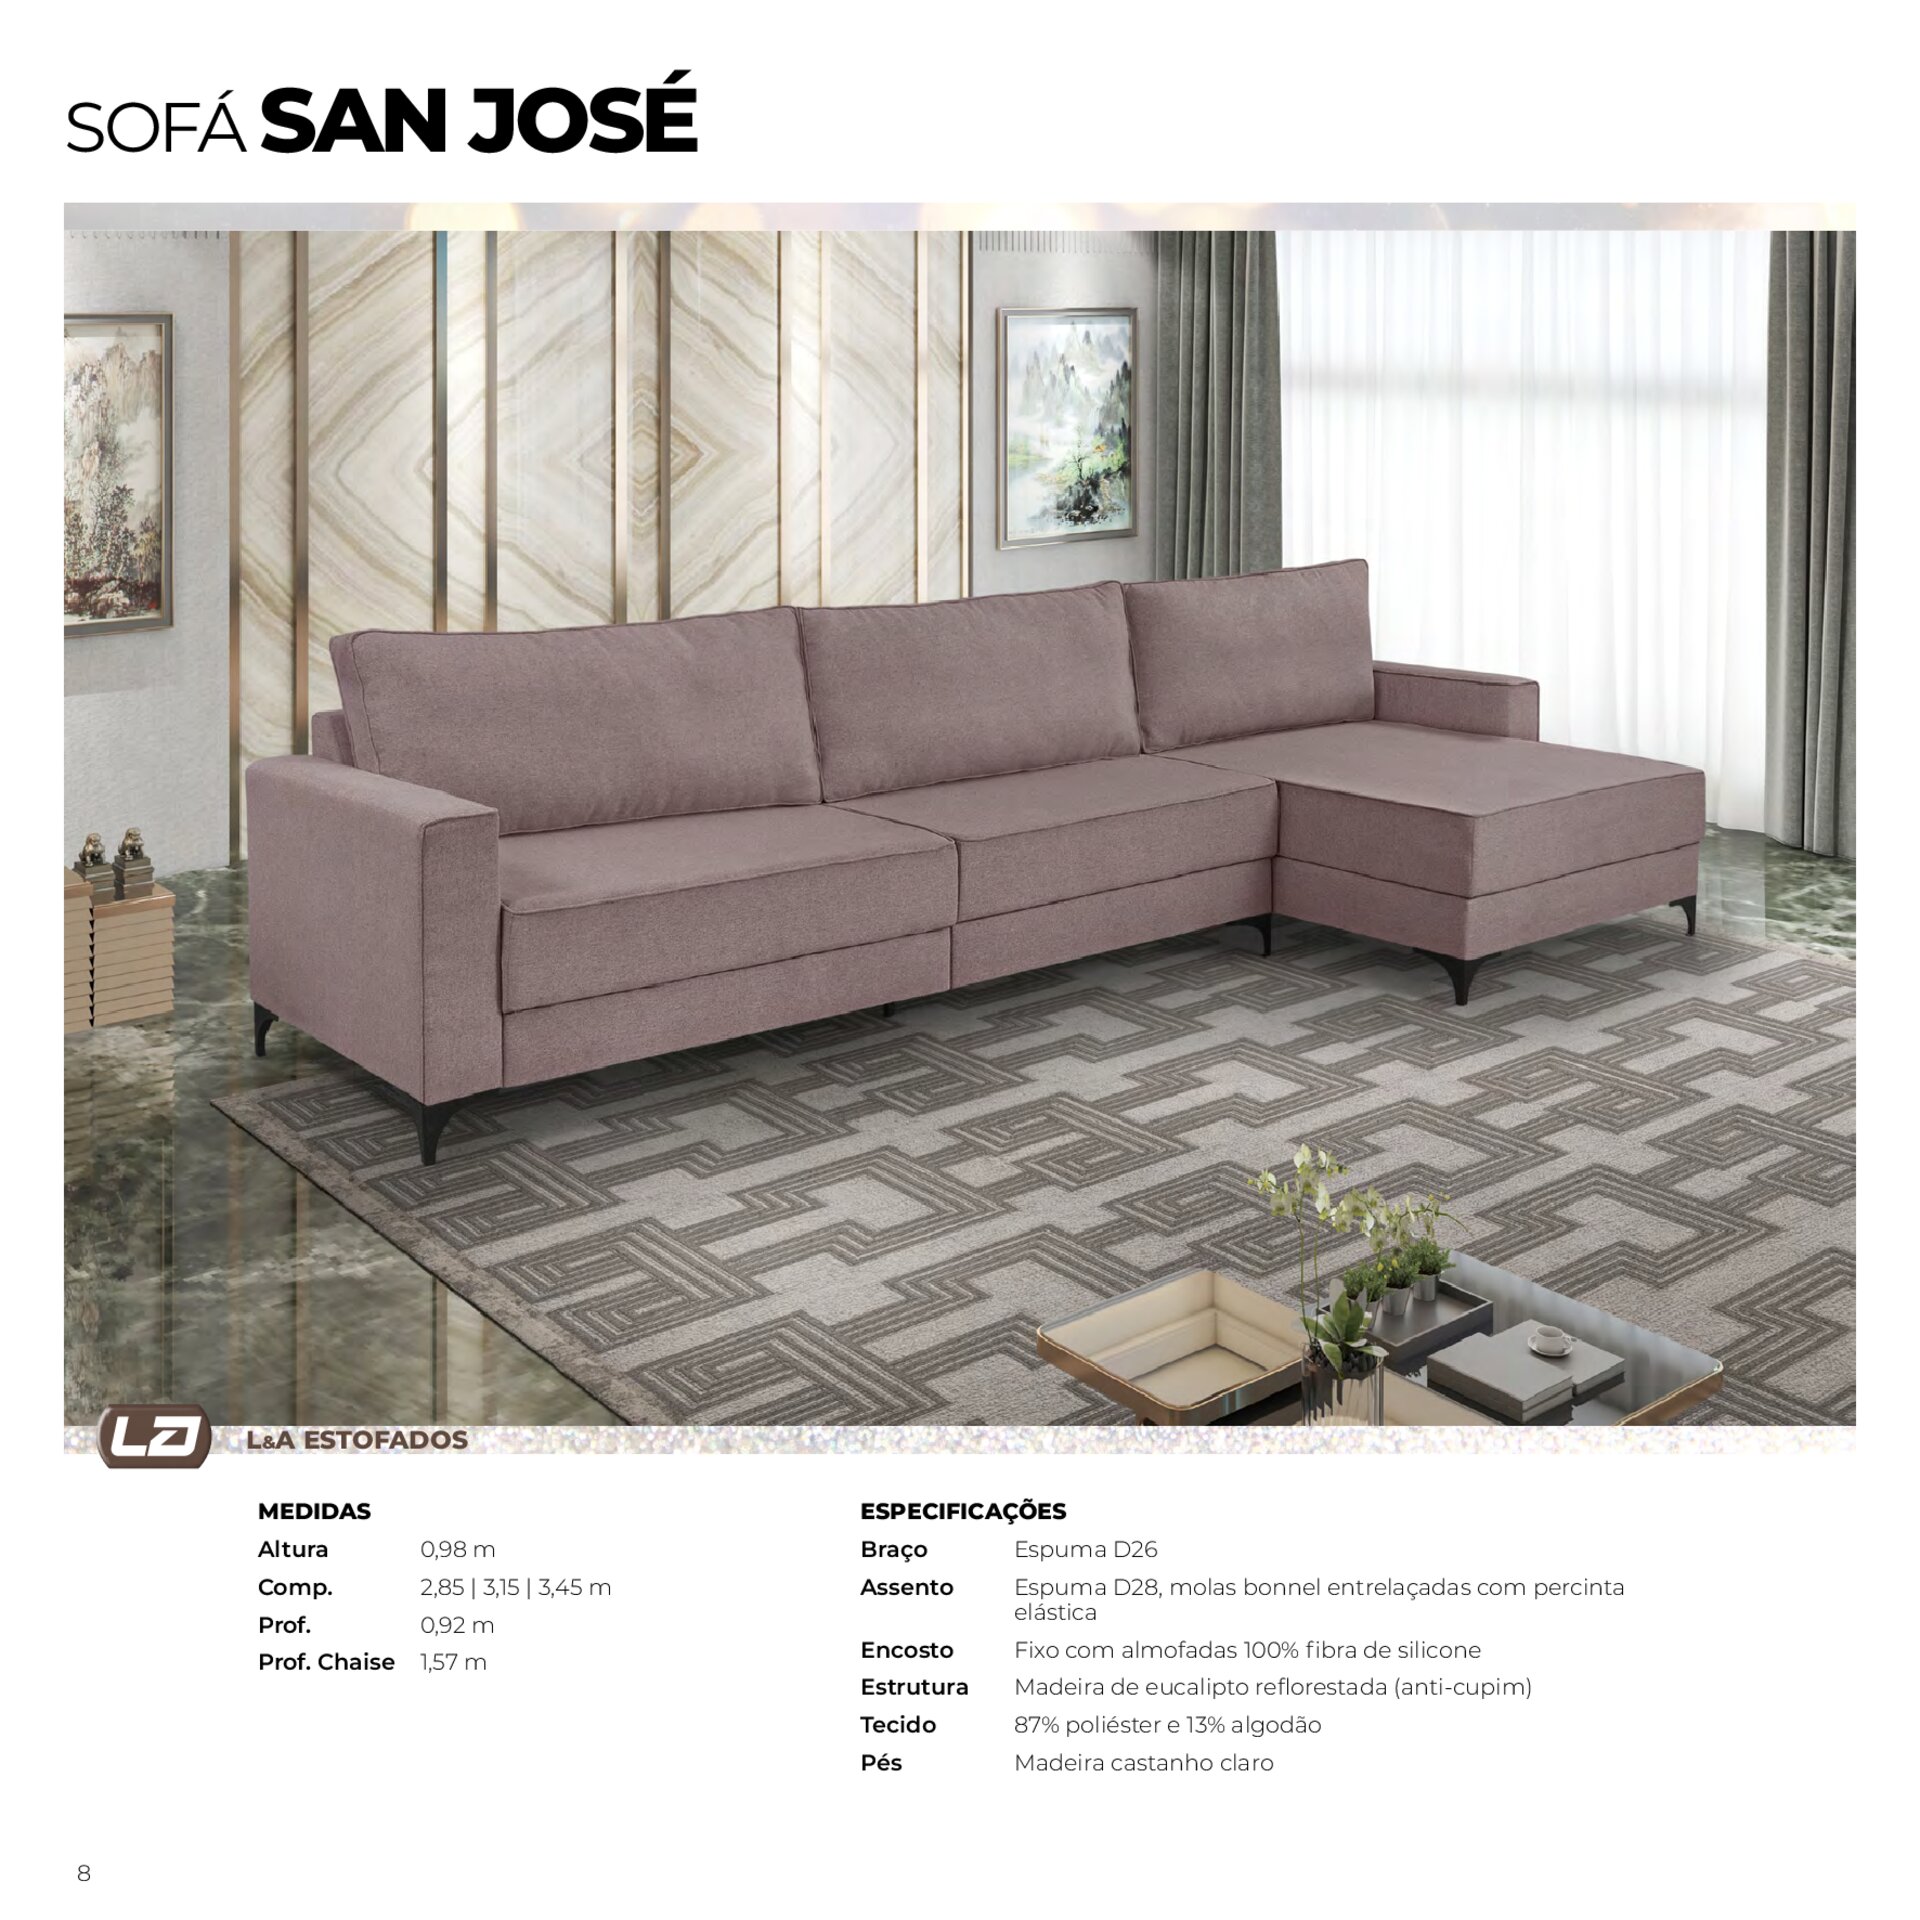 SOFÁ SAN JOSÉ
LA L&A ESTOFADOS
MEDIDAS
Altura 0,98 m
Comp. 2,85 | 3,15 | 3,45 m
Prof. 0,92 m
Prof. Chaise 1,57 m
ESPECIFICAÇÕES
Braço Espuma D26
Assento Espuma D28, molas bonnel entrelaçadas com percinta
elástica
Encosto Fixo com almofadas 100% fibra de silicone
Estrutura Madeira de eucalipto reflorestada (anti-cupim)
Tecido 87% poliéster e 13% algodão
Pés Madeira castanho claro
8